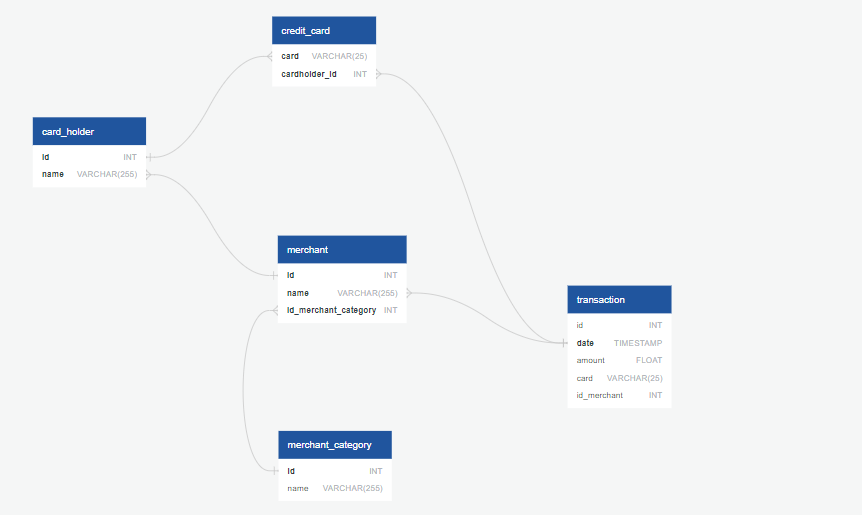 credit_card
card VARCHAR(25)
cardholder_id INT
card_holder
id INT
name VARCHAR(255)
merchant
id INT
name VARCHAR(255)
id_merchant_category INT
transaction
id INT
date TIMESTAMP
amount FLOAT
card VARCHAR(25)
id_merchant INT
merchant_category
id INT
name VARCHAR(255)